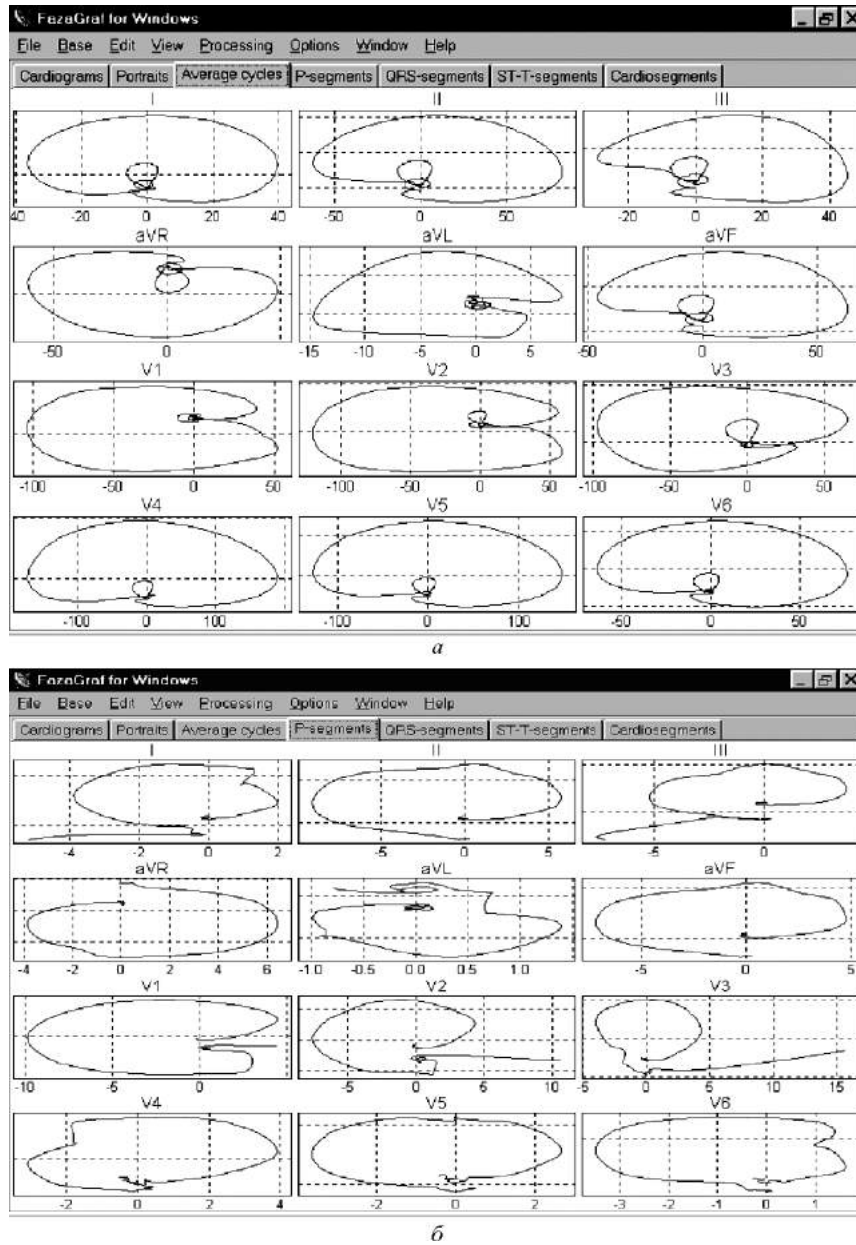 FazaGraf for Windows
File Base Edit View Processing Options Window Help
Cardiograms Portraits Average cycles P-segments QRS-segments ST-T-segments Cardiosegments
I II III
40 -20 0 20 40 -50 0 50 -20 0 20 40
aVR aVL aVF
-50 0 -15 -10 -5 0 5 -50 0 50
V1 V2 V3
-100 -50 0 50 -100 -50 0 50 -100 -50 0 50
V4 V5 V6
-100 0 100 -100 0 100 -50 0 50
а
FazaGraf for Windows
File Base Edit View Processing Options Window Help
Cardiograms Portraits Average cycles P-segments QRS-segments ST-T-segments Cardiosegments
I II III
-4 -2 0 2 -5 0 5 -5 0
aVR aVL aVF
-4 -2 0 2 4 6 -1.0 -0.5 0.0 0.5 1.0 -5 0 5
V1 V2 V3
-10 -5 0 -5 0 5 10 -5 0 5 10 15
V4 V5 V6
-2 0 2 4 -2 0 2 -3 -2 -1 0 1
б